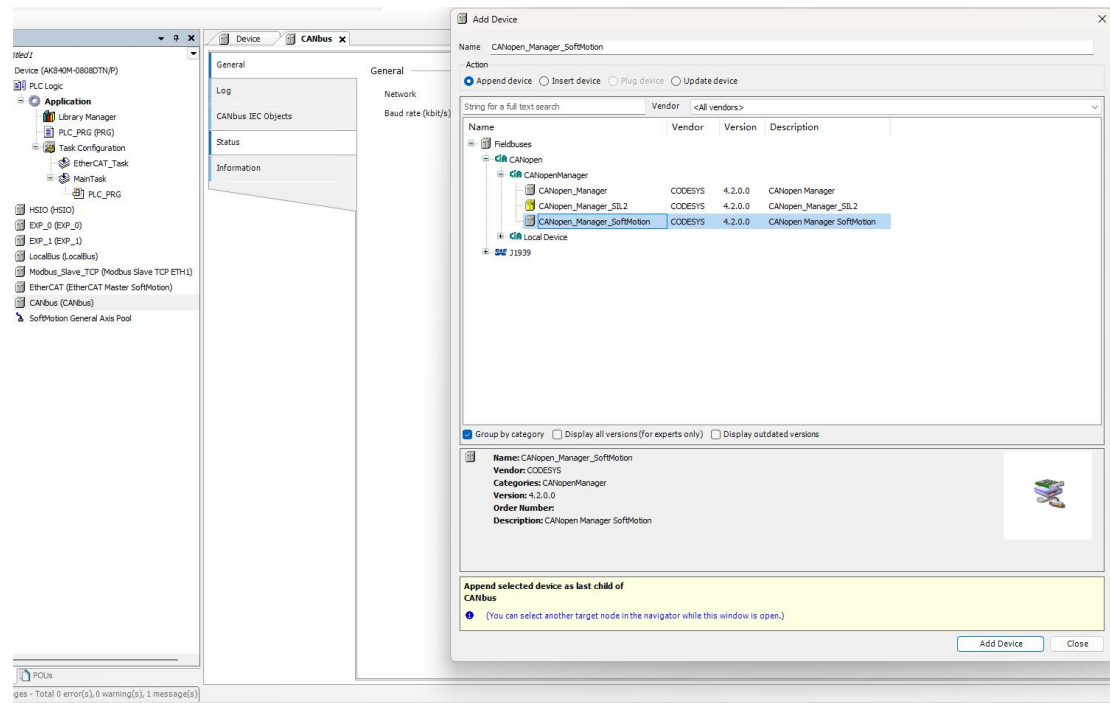 Device (AK840M-0808DTN/P)
PLC Logic
Application
Library Manager
PLC_PRG (PRG)
Task Configuration
EtherCAT_Task
MainTask
PLC_PRG
HSIO (HSIO)
EXP_0 (EXP_0)
EXP_1 (EXP_1)
LocalBus (LocalBus)
Modbus_Slave_TCP (Modbus Slave TCP ETH1)
EtherCAT (EtherCAT Master SoftMotion)
CANbus (CANbus)
SoftMotion General Axis Pool
POUs
Total 0 error(s), 0 warning(s), 1 message(s)
Device
CANbus
General
Log
CANbus IEC Objects
Status
Information
General
Network
Baud rate (kbit/s)
Add Device
Name CANopen_Manager_SoftMotion
Action
Append device Insert device Plug device Update device
String for a full text search Vendor <All vendors>
Name Vendor Version Description
Fieldbuses
CiA CANopen
CiA CANopenManager
CANopen_Manager CODESYS 4.2.0.0 CANopen Manager
CANopen_Manager_SIL2 CODESYS 4.2.0.0 CANopen_Manager_SIL2
CANopen_Manager_SoftMotion CODESYS 4.2.0.0 CANopen Manager SoftMotion
CiA Local Device
SAE J1939
Group by category Display all versions (for experts only) Display outdated versions
Name: CANopen_Manager_SoftMotion
Vendor: CODESYS
Categories: CANopenManager
Version: 4.2.0.0
Order Number:
Description: CANopen Manager SoftMotion
Append selected device as last child of
CANbus
(You can select another target node in the navigator while this window is open.)
Add Device Close